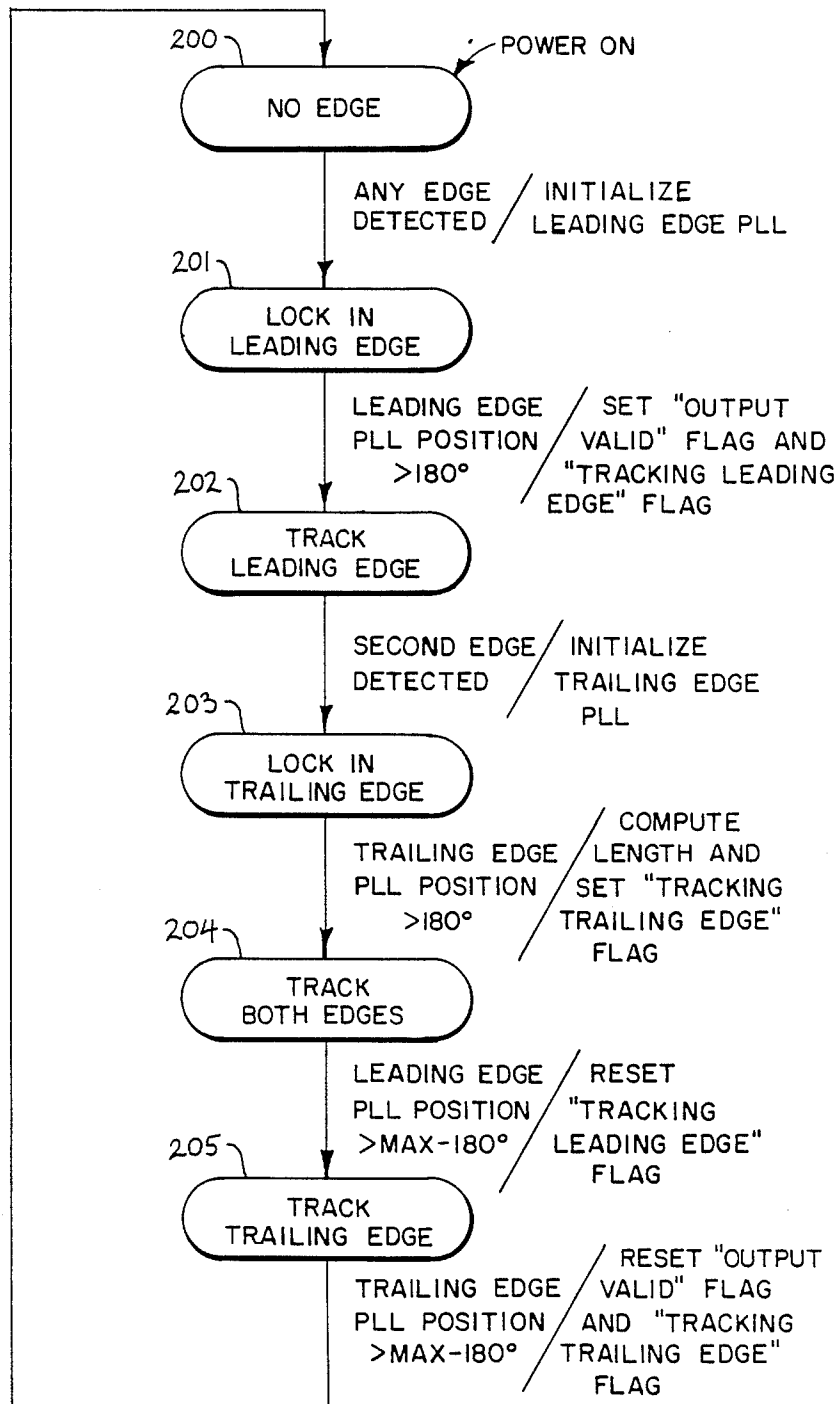 200
POWER ON
NO EDGE
ANY EDGE DETECTED / INITIALIZE LEADING EDGE PLL
201
LOCK IN
LEADING EDGE
LEADING EDGE PLL POSITION >180° / SET "OUTPUT VALID" FLAG AND "TRACKING LEADING EDGE" FLAG
202
TRACK
LEADING EDGE
SECOND EDGE DETECTED / INITIALIZE TRAILING EDGE PLL
203
LOCK IN
TRAILING EDGE
TRAILING EDGE PLL POSITION >180° / COMPUTE LENGTH AND SET "TRACKING TRAILING EDGE" FLAG
204
TRACK
BOTH EDGES
LEADING EDGE PLL POSITION >MAX-180° / RESET "TRACKING LEADING EDGE" FLAG
205
TRACK
TRAILING EDGE
TRAILING EDGE PLL POSITION >MAX-180° / RESET "OUTPUT VALID" FLAG AND "TRACKING TRAILING EDGE" FLAG